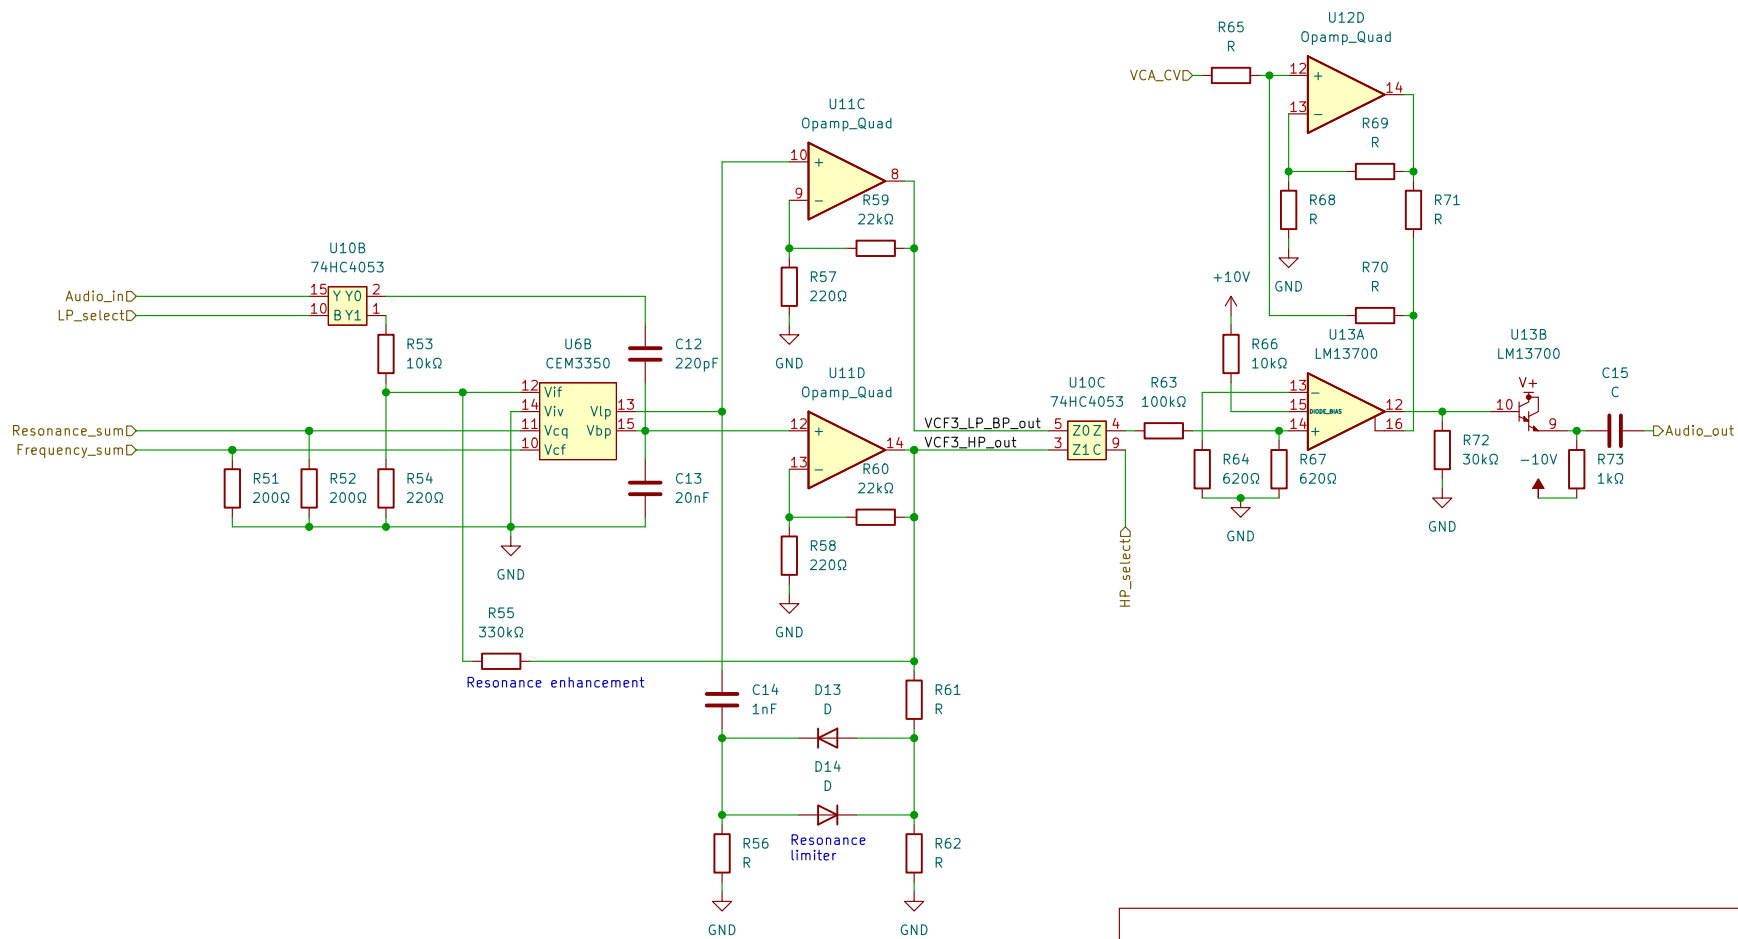 R65
R
VCA_CV
U12D
Opamp_Quad
12
+
13
−
14
R69
R
R68
R
R71
R
GND
R70
R
U11C
Opamp_Quad
10
+
9
−
8
R59
22kΩ
R57
220Ω
GND
U10B
74HC4053
Audio_in
LP_select
15
10
Y Y0
B Y1
2
1
R53
10kΩ
U6B
CEM3350
12
14
11
10
Vif
Viv
Vcq
Vcf
Vlp
Vbp
13
15
C12
220pF
C13
20nF
Resonance_sum
Frequency_sum
R51
200Ω
R52
200Ω
R54
220Ω
GND
U11D
Opamp_Quad
12
+
13
−
14
R60
22kΩ
R58
220Ω
GND
VCF3_LP_BP_out
VCF3_HP_out
U10C
74HC4053
5
3
Z0 Z
Z1 C
4
9
HP_select
R63
100kΩ
+10V
R66
10kΩ
R64
620Ω
R67
620Ω
GND
U13A
LM13700
13
−
15
DIODE_BIAS
14
+
12
16
R72
30kΩ
GND
U13B
LM13700
V+
10
9
−10V
R73
1kΩ
C15
C
Audio_out
R55
330kΩ
Resonance enhancement
C14
1nF
D13
D
D14
D
R61
R
Resonance
limiter
R56
R
R62
R
GND
GND